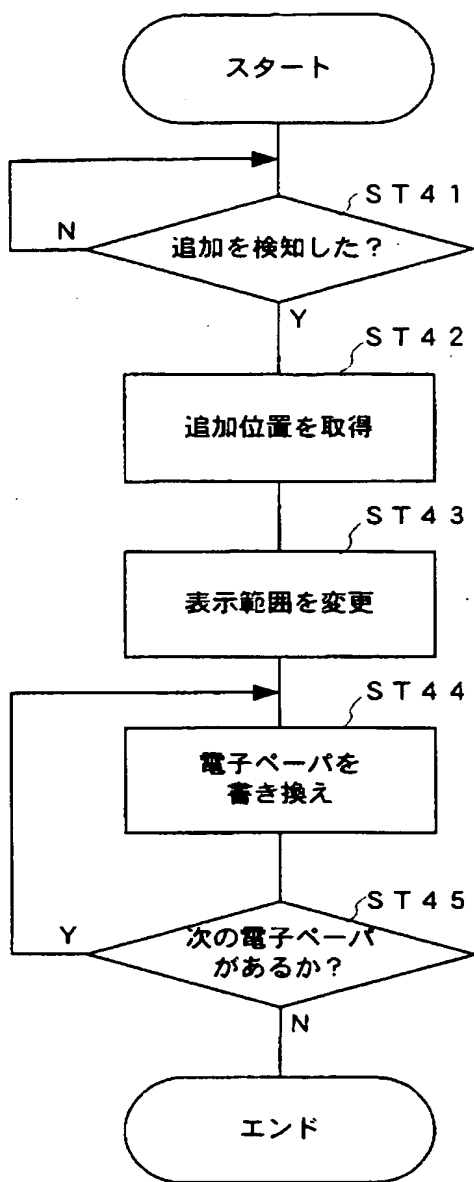 スタート
ST41
N
追加を検知した？
Y
ST42
追加位置を取得
ST43
表示範囲を変更
ST44
電子ペーパを
書き換え
ST45
Y
次の電子ペーパ
があるか？
N
エンド